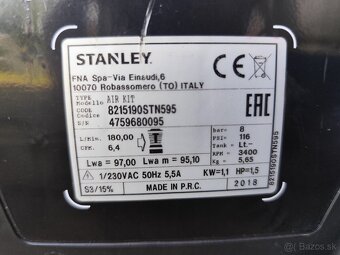 STANLEY
CE
FNA Spa-Via Einaudi,6
10070 Robassomero (TO) ITALY
TYPE
Modello AIR KIT
CODE
Codice 8215190STN595
S/N 4759680095
EAC
L/Min. 180,00
CFM. 6,4
bar= 8
PSI= 116
Tank= Lt.-
RPM= 3400
Kg = 5,65
Lwa = 97,00 Lwa m = 95,10
1/230VAC 50Hz 5,5A KW=1,1 HP=1,5
S3/15% MADE IN P.R.C. 2018
8215190STN595
bazos.sk